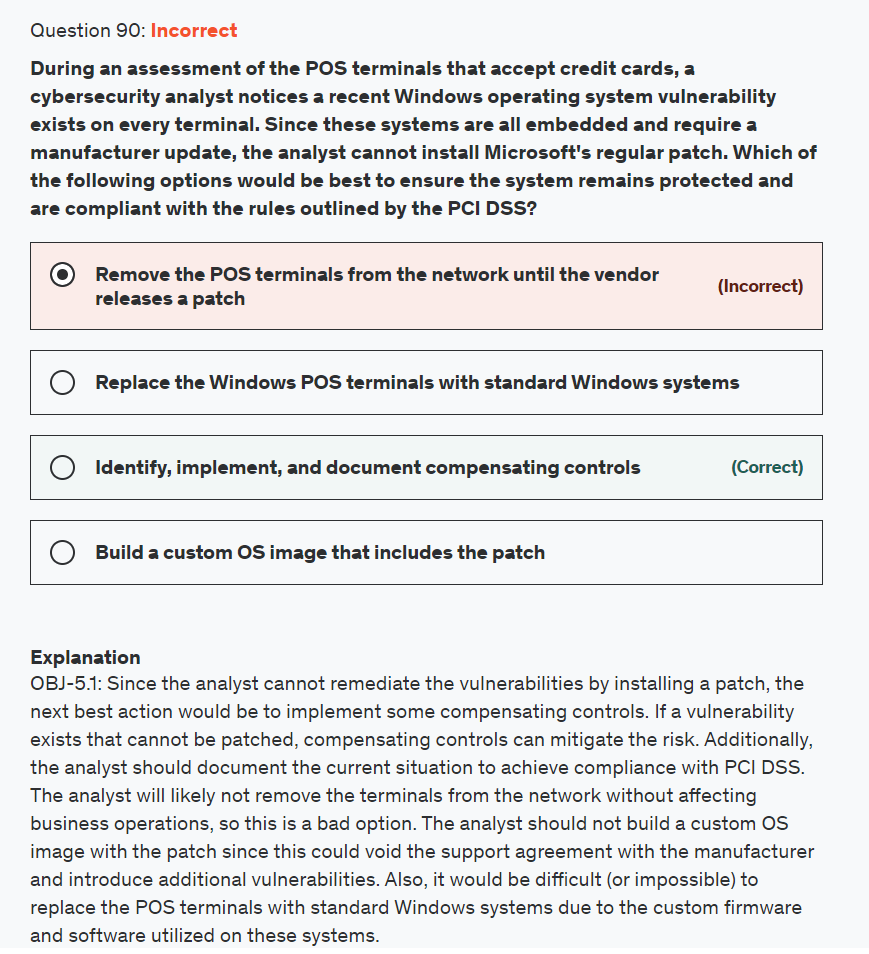 Question 90: Incorrect
During an assessment of the POS terminals that accept credit cards, a
cybersecurity analyst notices a recent Windows operating system vulnerability
exists on every terminal. Since these systems are all embedded and require a
manufacturer update, the analyst cannot install Microsoft's regular patch. Which of
the following options would be best to ensure the system remains protected and
are compliant with the rules outlined by the PCI DSS?
Remove the POS terminals from the network until the vendor
releases a patch
(Incorrect)
Replace the Windows POS terminals with standard Windows systems
Identify, implement, and document compensating controls
(Correct)
Build a custom OS image that includes the patch
Explanation
OBJ-5.1: Since the analyst cannot remediate the vulnerabilities by installing a patch, the
next best action would be to implement some compensating controls. If a vulnerability
exists that cannot be patched, compensating controls can mitigate the risk. Additionally,
the analyst should document the current situation to achieve compliance with PCI DSS.
The analyst will likely not remove the terminals from the network without affecting
business operations, so this is a bad option. The analyst should not build a custom OS
image with the patch since this could void the support agreement with the manufacturer
and introduce additional vulnerabilities. Also, it would be difficult (or impossible) to
replace the POS terminals with standard Windows systems due to the custom firmware
and software utilized on these systems.